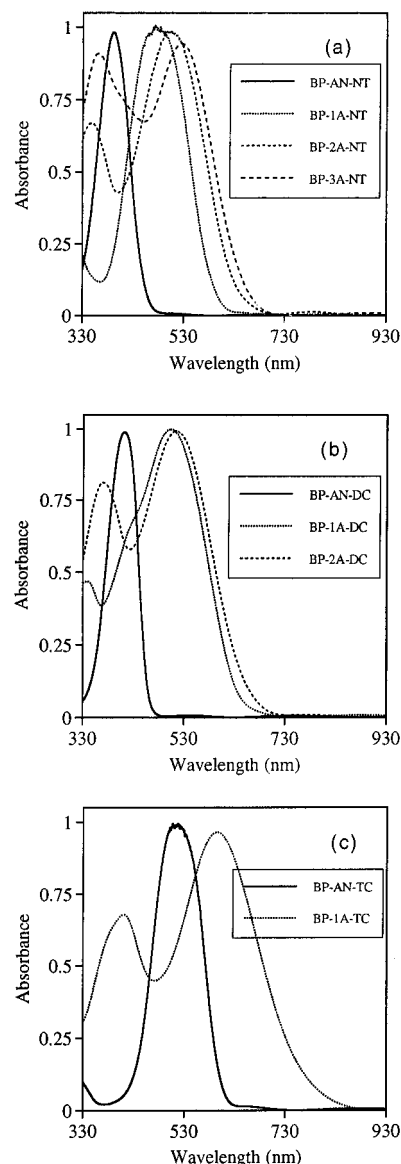 (a)
1
0.75
0.5
0.25
0
Absorbance
BP-AN-NT
BP-1A-NT
BP-2A-NT
BP-3A-NT
330 530 730 930
Wavelength (nm)
(b)
1
0.75
0.5
0.25
0
Absorbance
BP-AN-DC
BP-1A-DC
BP-2A-DC
330 530 730 930
Wavelength (nm)
(c)
1
0.75
0.5
0.25
0
Absorbance
BP-AN-TC
BP-1A-TC
330 530 730 930
Wavelength (nm)